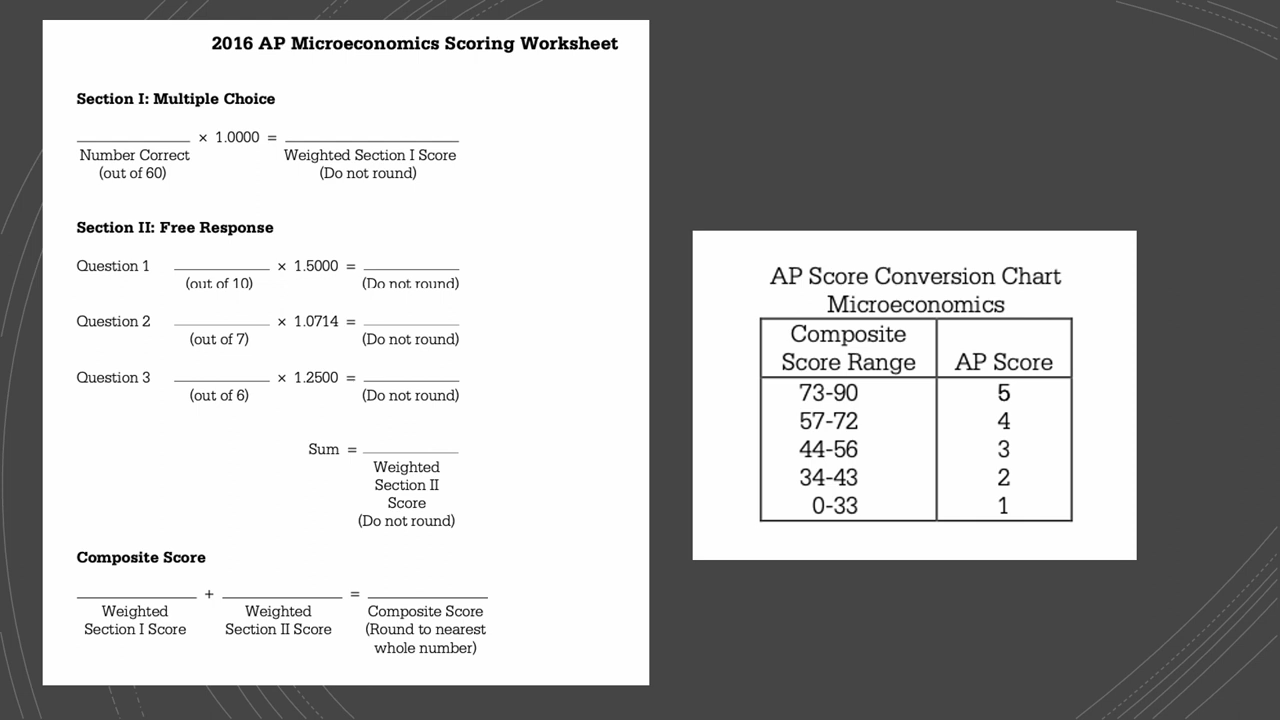 2016 AP Microeconomics Scoring Worksheet
Section I: Multiple Choice
× 1.0000 =
Number Correct Weighted Section I Score
(out of 60) (Do not round)
Section II: Free Response
Question 1 × 1.5000 =
(out of 10) (Do not round)
Question 2 × 1.0714 =
(out of 7) (Do not round)
Question 3 × 1.2500 =
(out of 6) (Do not round)
Sum =
Weighted
Section II
Score
(Do not round)
Composite Score
+ =
Weighted Weighted Composite Score
Section I Score Section II Score (Round to nearest
whole number)
AP Score Conversion Chart
Microeconomics
Composite
Score Range AP Score
73-90 5
57-72 4
44-56 3
34-43 2
0-33 1